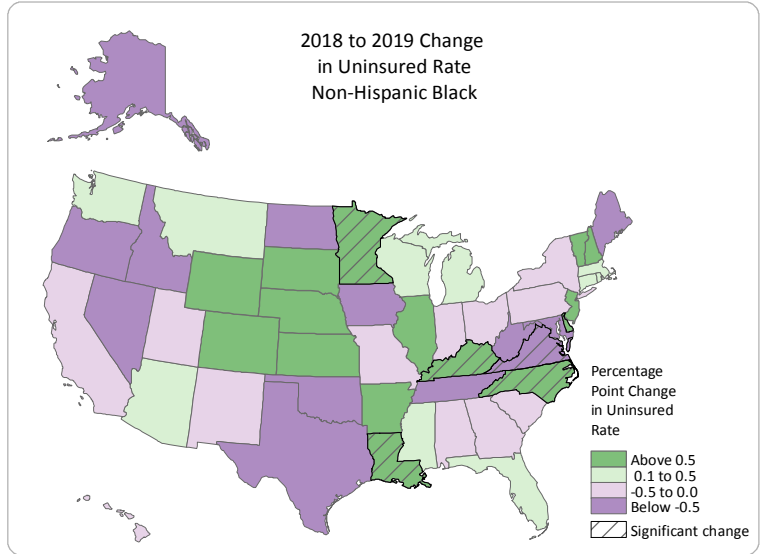 2018 to 2019 Change
in Uninsured Rate
Non-Hispanic Black
Percentage
Point Change
in Uninsured
Rate
Above 0.5
0.1 to 0.5
-0.5 to 0.0
Below -0.5
Significant change